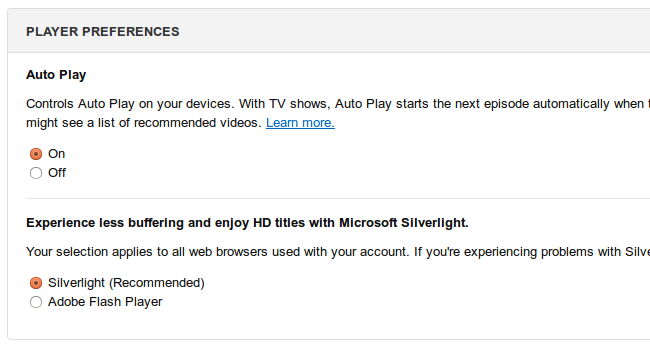 PLAYER PREFERENCES
Auto Play
Controls Auto Play on your devices. With TV shows, Auto Play starts the next episode automatically when
might see a list of recommended videos. Learn more.
On
Off
Experience less buffering and enjoy HD titles with Microsoft Silverlight.
Your selection applies to all web browsers used with your account. If you're experiencing problems with
Silverlight (Recommended)
Adobe Flash Player